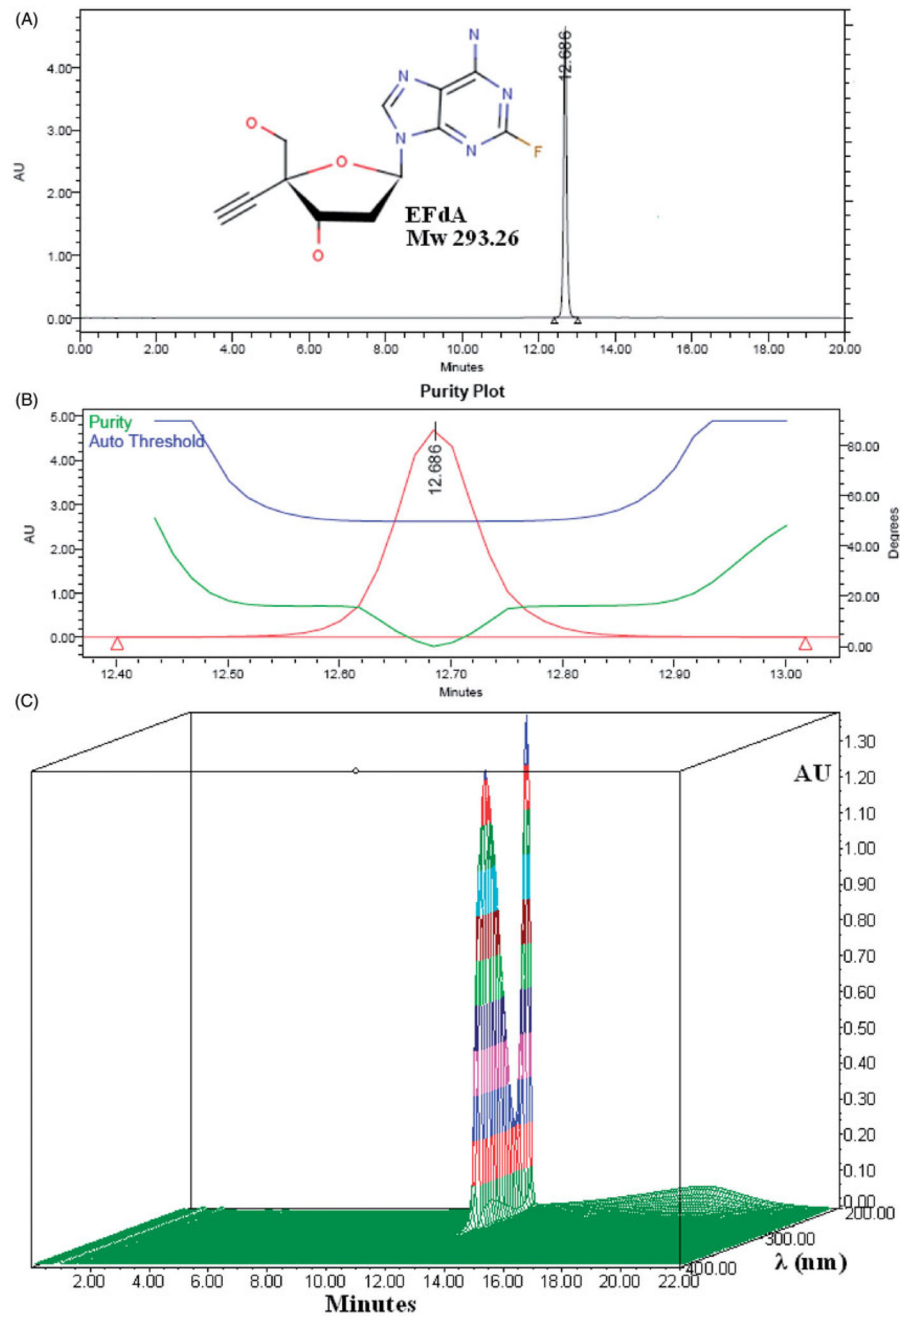 (A)
AU
4.00
3.00
2.00
1.00
0.00
12.686
N
N
N
N
N
F
O
O
O
EFdA
Mw 293.26
0.00 2.00 4.00 6.00 8.00 10.00 12.00 14.00 16.00 18.00 20.00
Minutes
Purity Plot
(B)
Purity
Auto Threshold
AU
5.00
4.00
3.00
2.00
1.00
0.00
12.686
Degrees
80.00
60.00
40.00
20.00
0.00
12.40 12.50 12.60 12.70 12.80 12.90 13.00
Minutes
(C)
AU
1.30
1.20
1.10
1.00
0.90
0.80
0.70
0.60
0.50
0.40
0.30
0.20
0.10
0.00
200.00
300.00
400.00
λ (nm)
2.00 4.00 6.00 8.00 10.00 12.00 14.00 16.00 18.00 20.00 22.00
Minutes